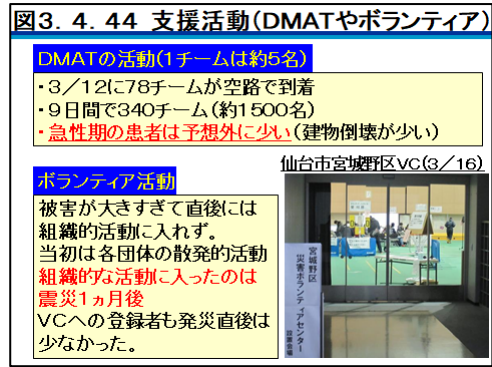 図3.4.44 支援活動(DMATやボランティア)
DMATの活動(1チームは約5名)
・3/12に78チームが空路で到着
・9日間で340チーム(約1500名)
・急性期の患者は予想外に少い(建物倒壊が少い)
仙台市宮城野区VC(3/16)
ボランティア活動
被害が大きすぎて直後には
組織的活動に入れず。
当初は各団体の散発的活動
組織的な活動に入ったのは
震災1ヵ月後
VCへの登録者も発災直後は
少なかった。
宮城野区
災害ボランティアセンター
設置会場